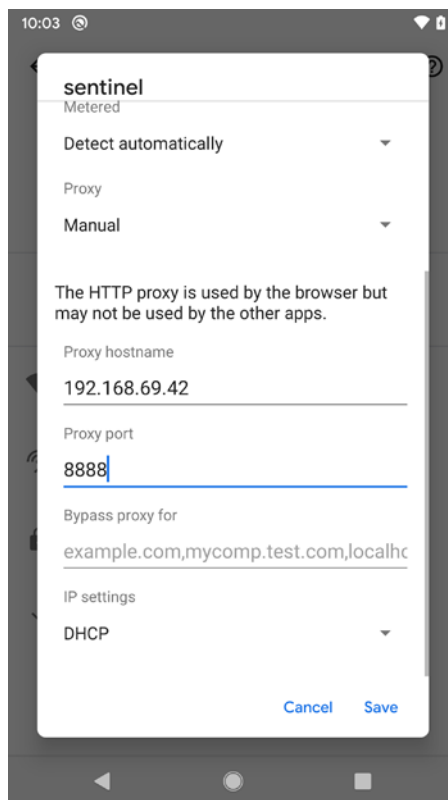 10:03
sentinel
Metered
Detect automatically
Proxy
Manual
The HTTP proxy is used by the browser but
may not be used by the other apps.
Proxy hostname
192.168.69.42
Proxy port
8888
Bypass proxy for
example.com,mycomp.test.com,localhc
IP settings
DHCP
Cancel Save